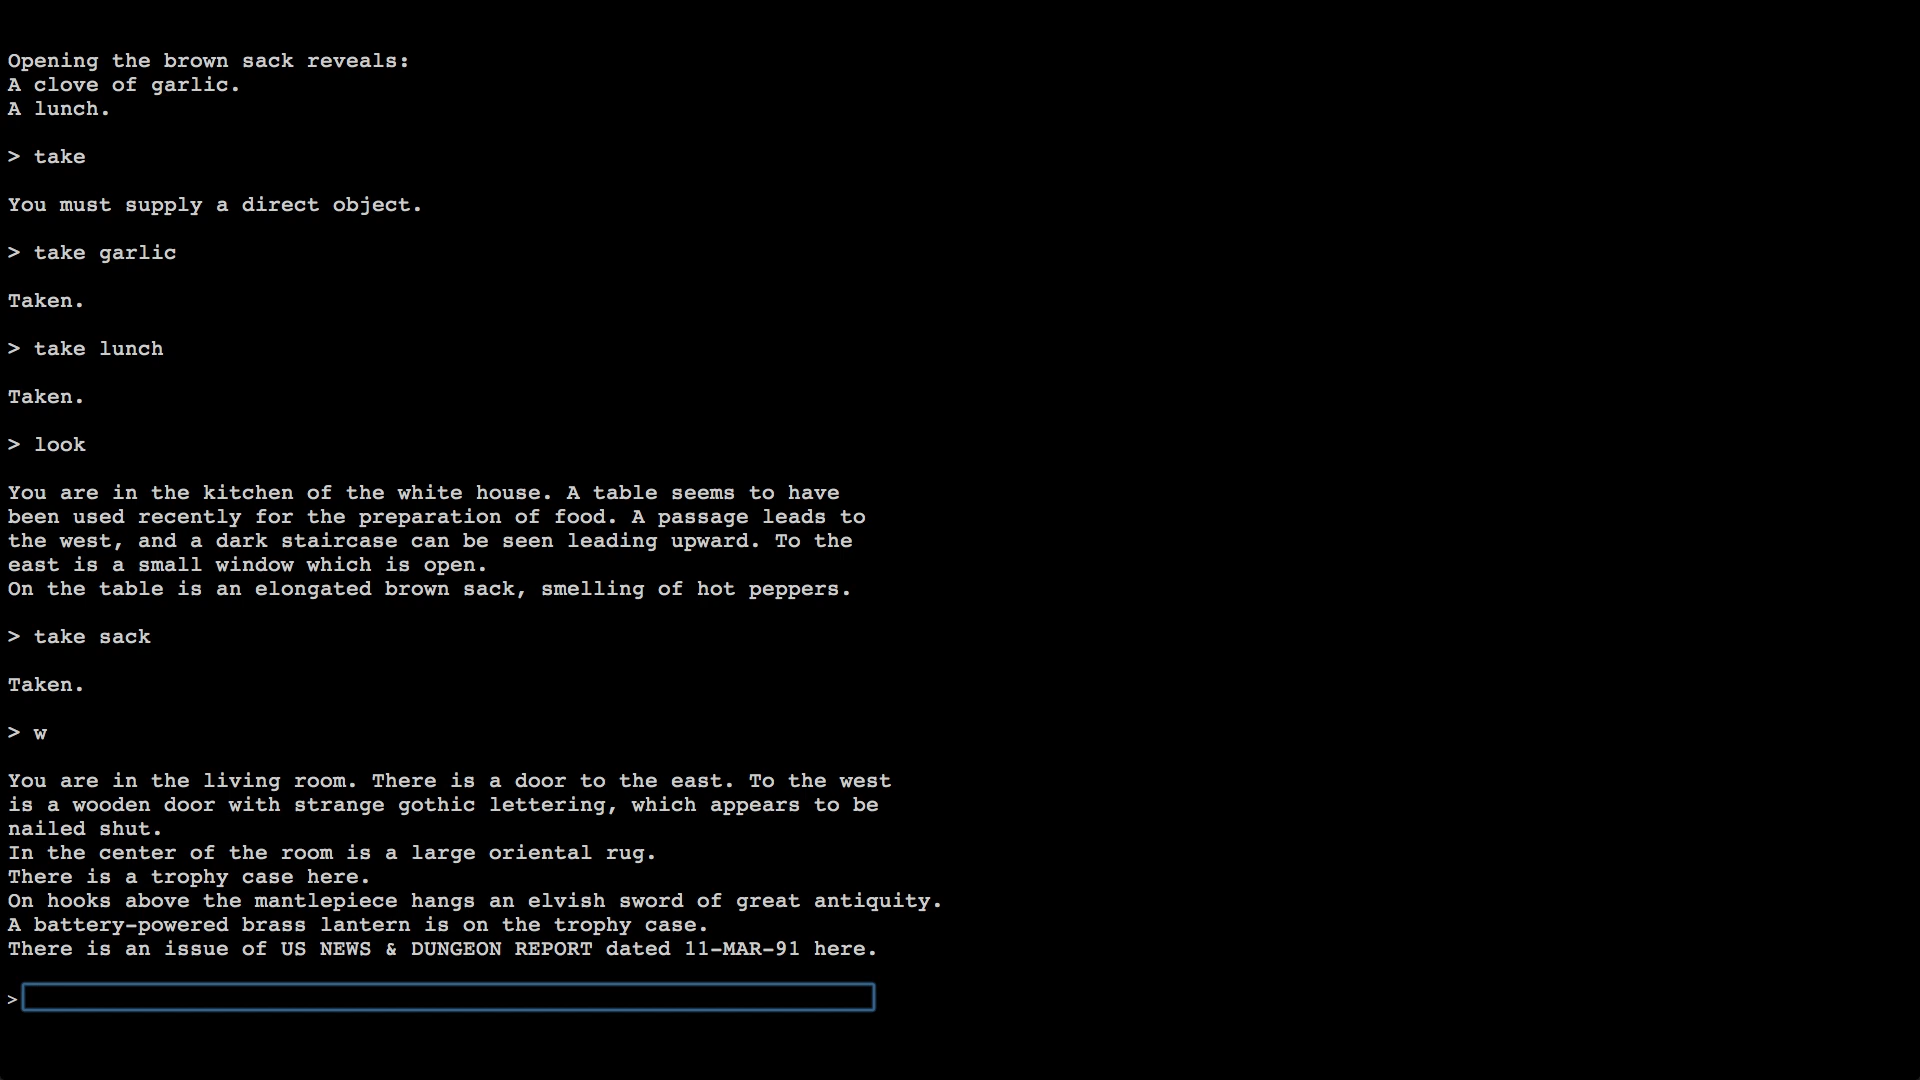 Opening the brown sack reveals:
A clove of garlic.
A lunch.
> take
You must supply a direct object.
> take garlic
Taken.
> take lunch
Taken.
> look
You are in the kitchen of the white house. A table seems to have
been used recently for the preparation of food. A passage leads to
the west, and a dark staircase can be seen leading upward. To the
east is a small window which is open.
On the table is an elongated brown sack, smelling of hot peppers.
> take sack
Taken.
> w
You are in the living room. There is a door to the east. To the west
is a wooden door with strange gothic lettering, which appears to be
nailed shut.
In the center of the room is a large oriental rug.
There is a trophy case here.
On hooks above the mantlepiece hangs an elvish sword of great antiquity.
A battery-powered brass lantern is on the trophy case.
There is an issue of US NEWS & DUNGEON REPORT dated 11-MAR-91 here.
>